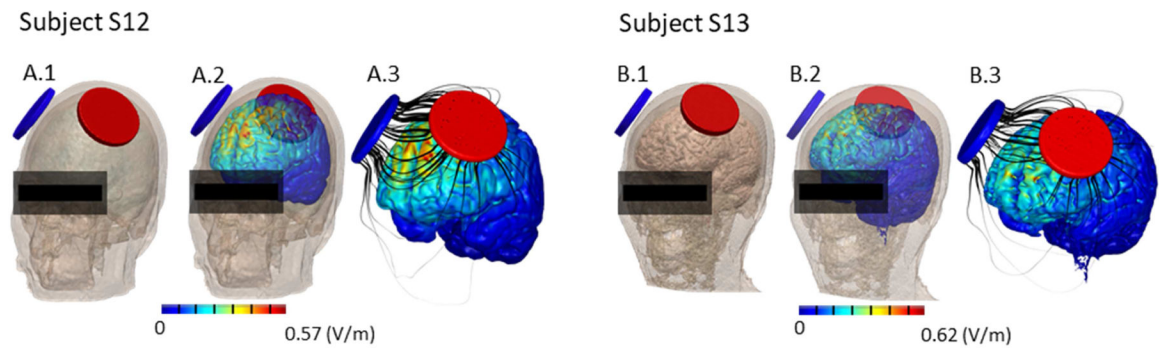 Subject S12
Subject S13
A.1
A.2
A.3
B.1
B.2
B.3
0
0.57 (V/m)
0
0.62 (V/m)